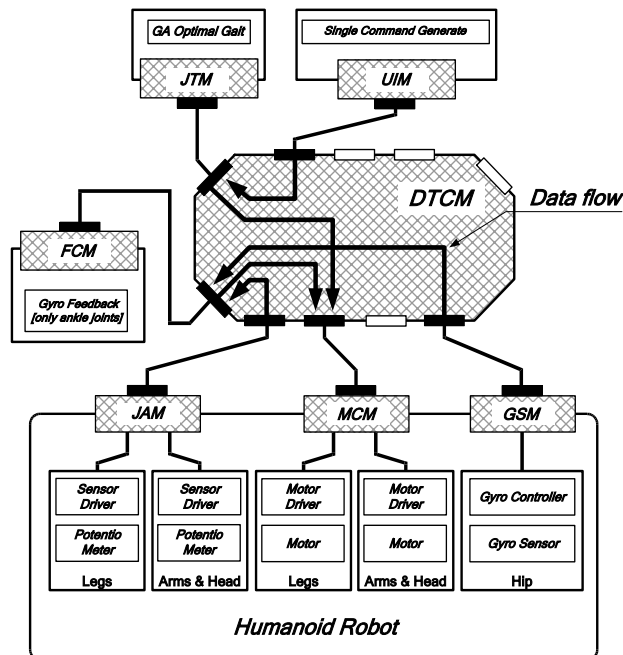 GA Optimal Gait
Single Command Generate
JTM
UIM
DTCM
Data flow
FCM
Gyro Feedback
[only ankle joints]
JAM
MCM
GSM
Sensor
Driver
Sensor
Driver
Motor
Driver
Motor
Driver
Gyro Controller
Potentio
Meter
Potentio
Meter
Motor
Motor
Gyro Sensor
Legs
Arms & Head
Legs
Arms & Head
Hip
Humanoid Robot